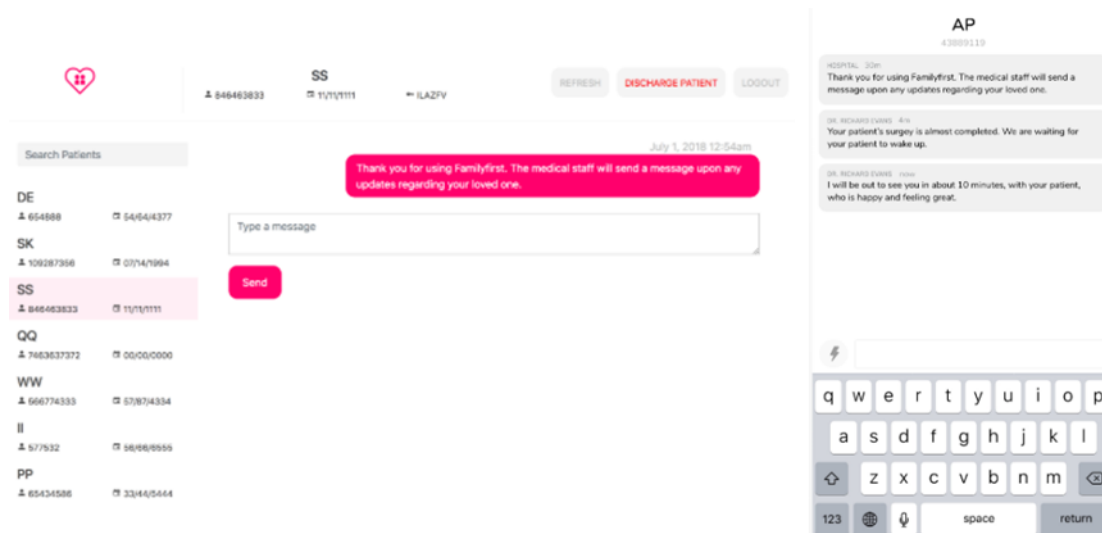 SS
846463833 11/11/1111 ILAZFV
REFRESH DISCHARGE PATIENT LOGOUT
Search Patients
DE
654888 54/64/4377
SK
109287356 07/14/1994
SS
846463833 11/11/1111
QQ
7463637372 00/00/0000
WW
566774333 57/87/4334
II
577532 56/66/6555
PP
65434586 33/44/5444
July 1, 2018 12:54am
Thank you for using Familyfirst. The medical staff will send a message upon any
updates regarding your loved one.
Type a message
Send
AP
43889119
HOSPITAL 30m
Thank you for using Familyfirst. The medical staff will send a
message upon any updates regarding your loved one.
DR. RICHARD EVANS 4m
Your patient's surgey is almost completed. We are waiting for
your patient to wake up.
DR. RICHARD EVANS now
I will be out to see you in about 10 minutes, with your patient,
who is happy and feeling great.
q w e r t y u i o p
a s d f g h j k l
z x c v b n m
123 space return